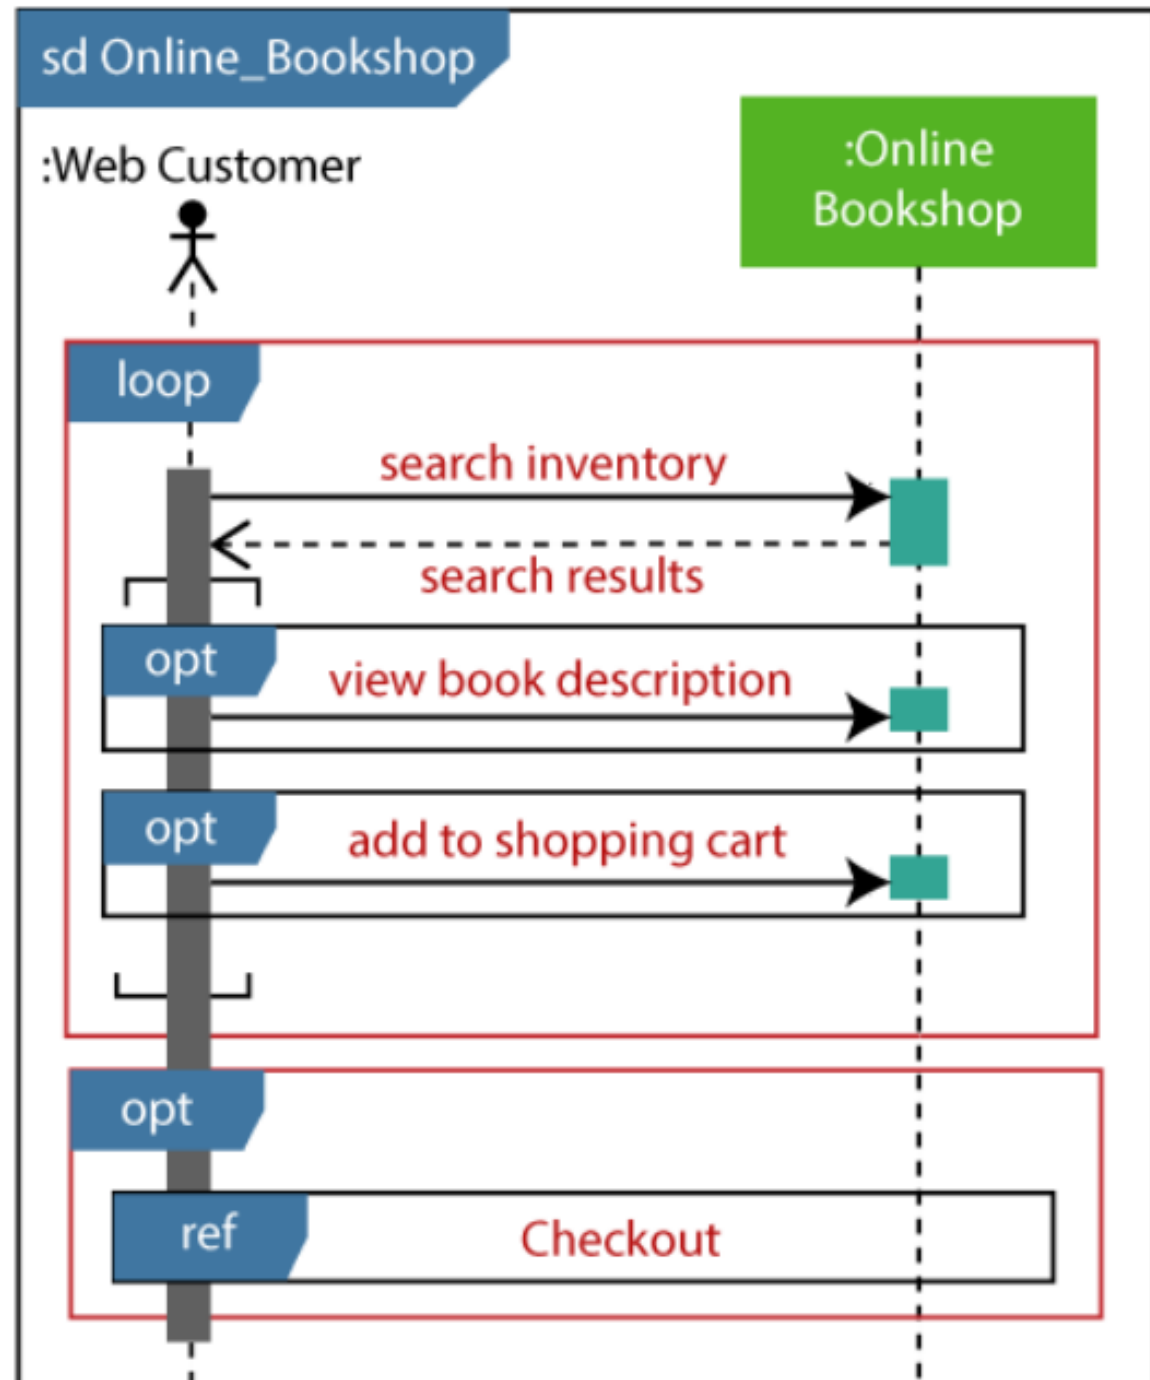 sd Online_Bookshop
:Web Customer
:Online
Bookshop
loop
search inventory
search results
opt
view book description
opt
add to shopping cart
opt
ref
Checkout